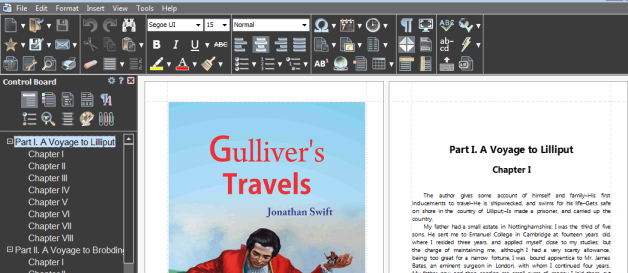 File Edit Format Insert View Tools Help
Segoe UI 15 Normal
B I U ABC
ab-
cd
A
AB³
Control Board
Part I. A Voyage to Lilliput
Chapter I
Chapter II
Chapter III
Chapter IV
Chapter V
Chapter VI
Chapter VII
Chapter VIII
Part II. A Voyage to Brobding
Chapter I
Gulliver's
Travels
Jonathan Swift
Part I. A Voyage to Lilliput
Chapter I
The author gives some account of himself and family—His first
inducements to travel—He is shipwrecked, and swims for his life—Gets safe
on shore in the country of Lilliput—Is made a prisoner, and carried up the
country.
My father had a small estate in Nottinghamshire: I was the third of five
sons. He sent me to Emanuel College in Cambridge at fourteen years old,
where I resided three years, and applied myself close to my studies; but
the charge of maintaining me, although I had a very scanty allowance,
being too great for a narrow fortune, I was bound apprentice to Mr. James
Bates, an eminent surgeon in London, with whom I continued four years.